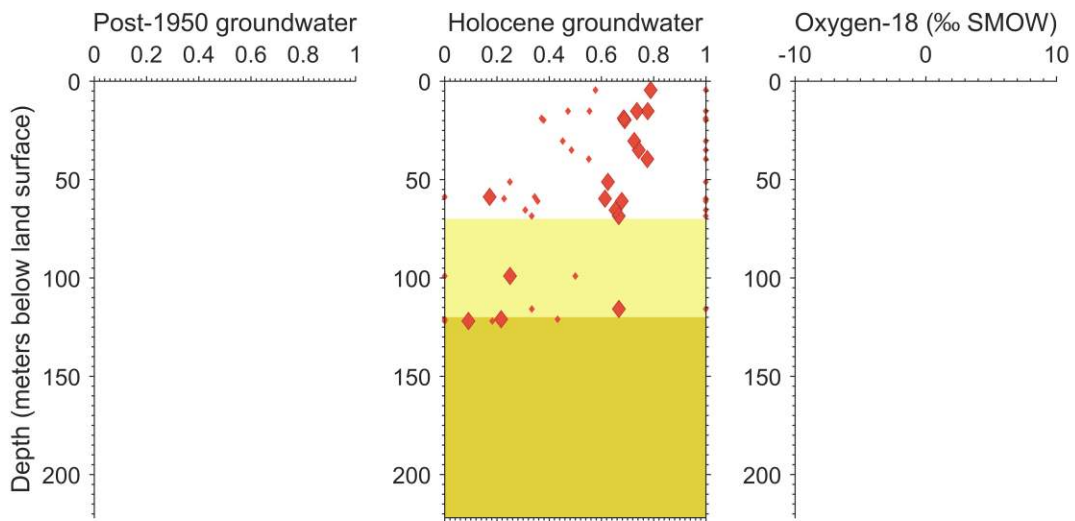 Post-1950 groundwater
Holocene groundwater
Oxygen-18 (‰ SMOW)
0 0.2 0.4 0.6 0.8 1
0 0.2 0.4 0.6 0.8 1
-10 0 10
Depth (meters below land surface)
0
50
100
150
200
0
50
100
150
200
0
50
100
150
200